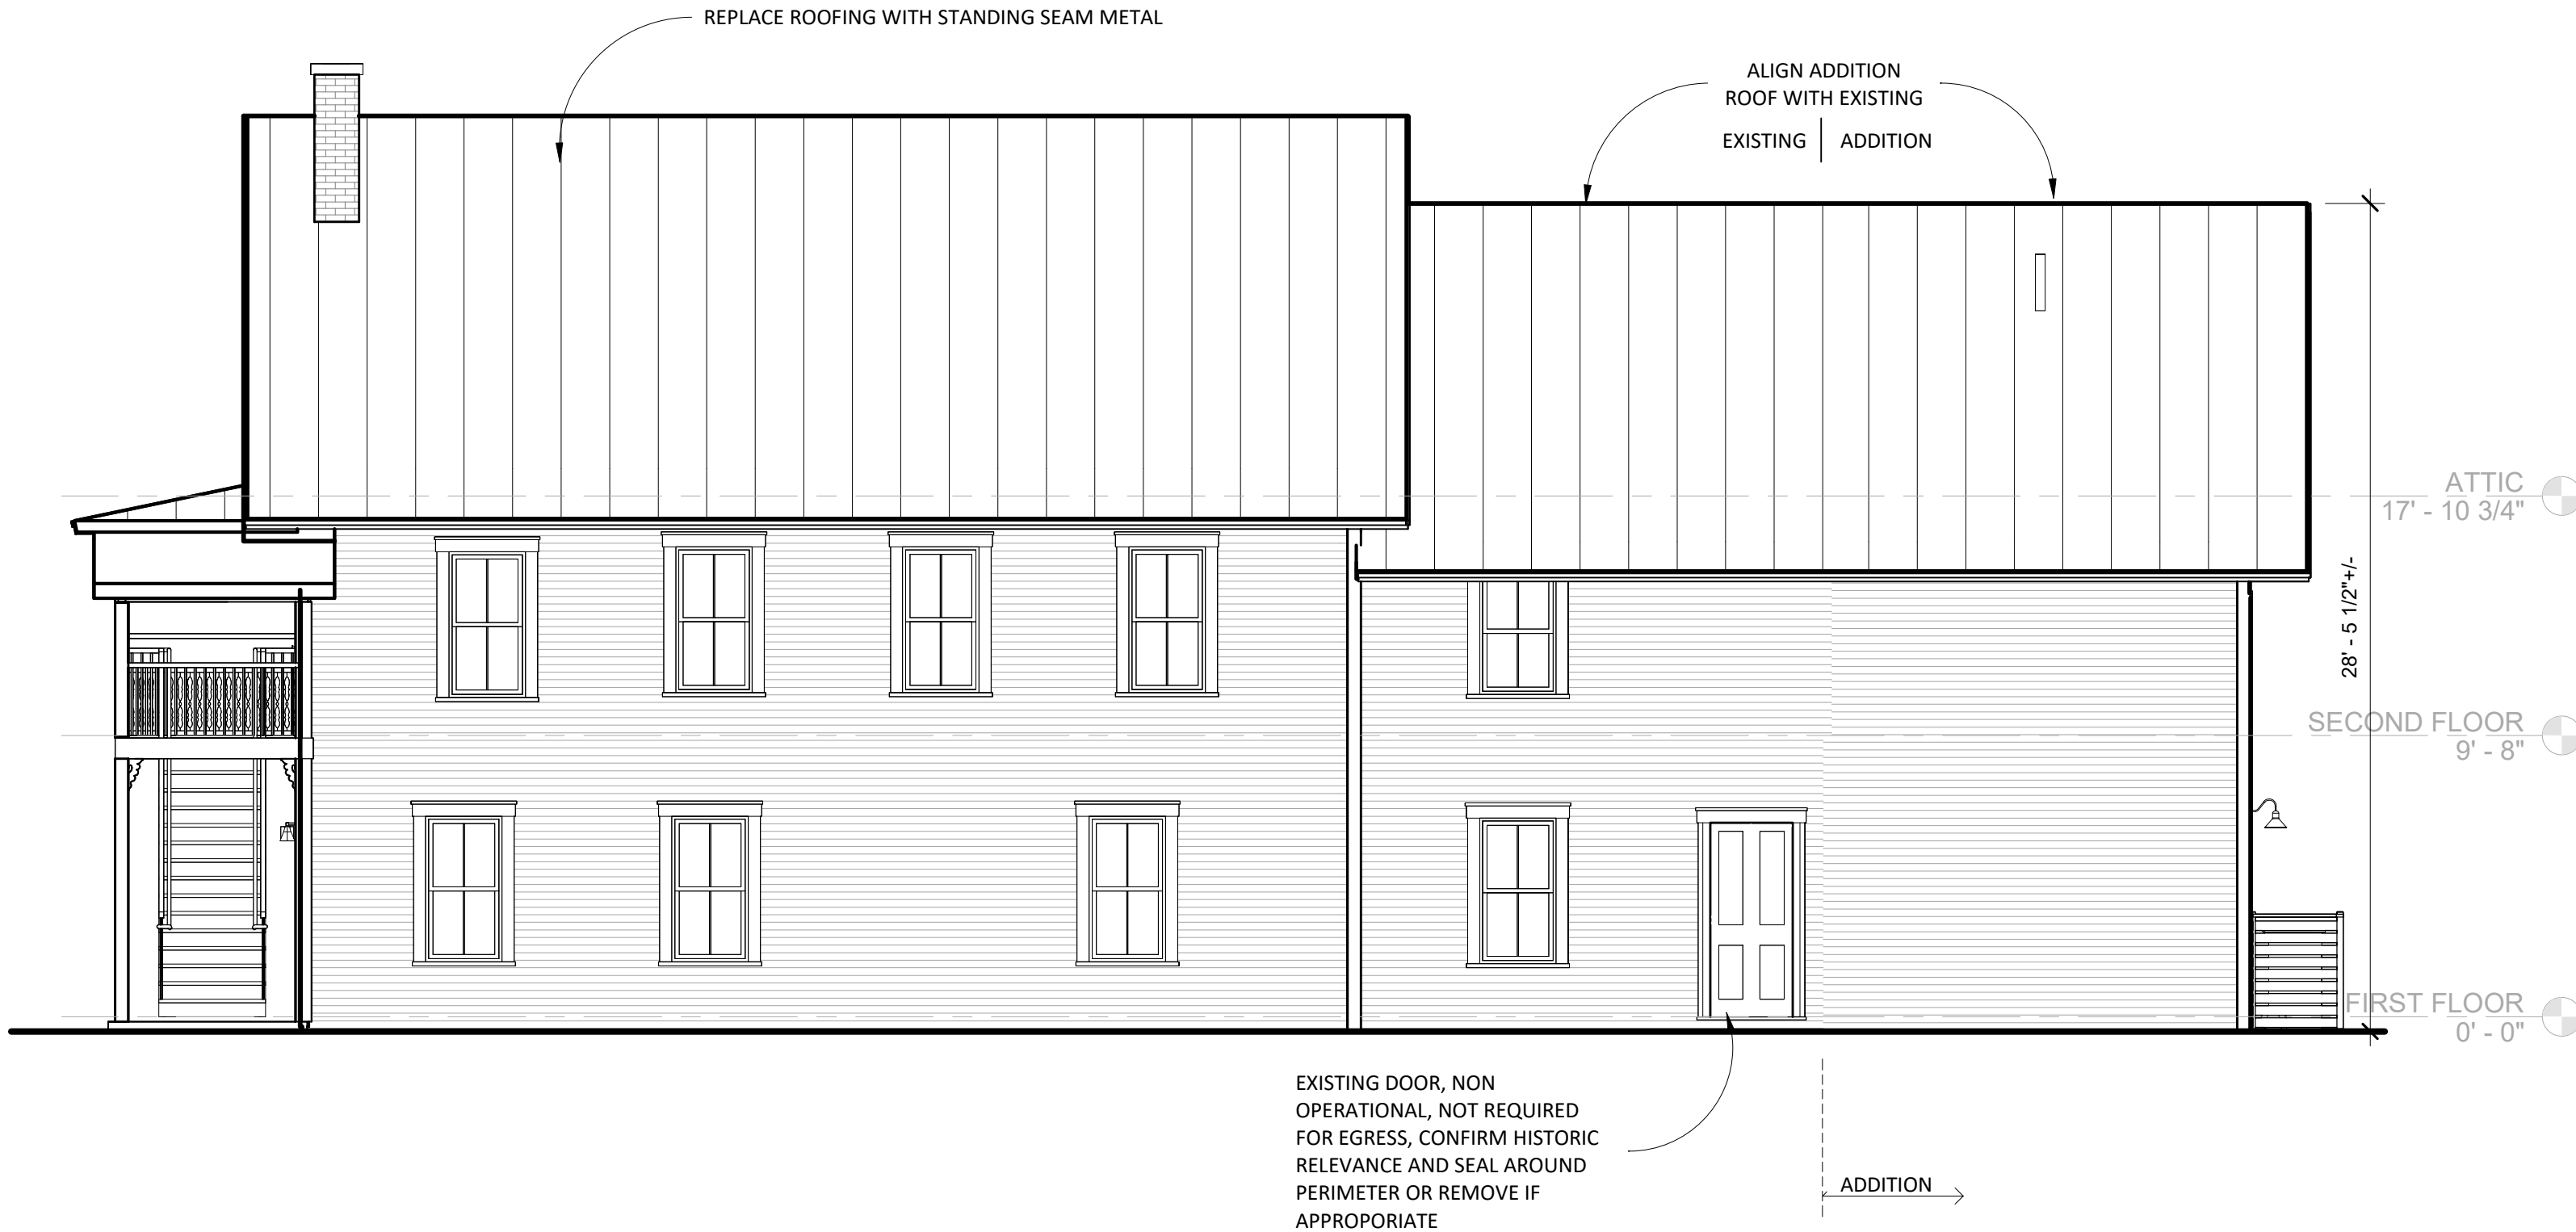 REPLACE ROOFING WITH STANDING SEAM METAL
ALIGN ADDITION
ROOF WITH EXISTING
EXISTING
ADDITION
ATTIC
17' - 10 3/4"
28' - 5 1/2"+/-
SECOND FLOOR
9' - 8"
FIRST FLOOR
0' - 0"
EXISTING DOOR, NON
OPERATIONAL, NOT REQUIRED
FOR EGRESS, CONFIRM HISTORIC
RELEVANCE AND SEAL AROUND
PERIMETER OR REMOVE IF
APPROPORIATE
ADDITION